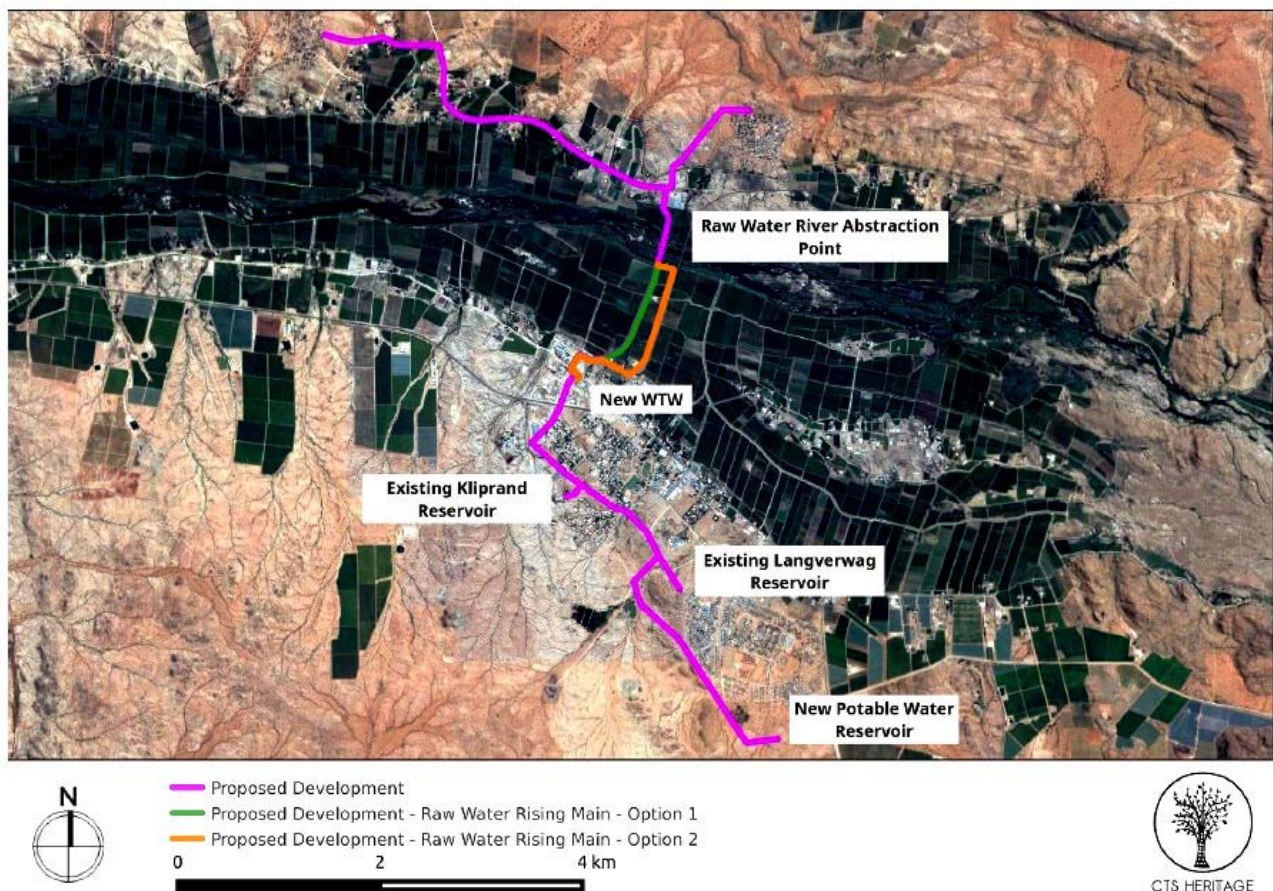 Raw Water River Abstraction
Point
New WTW
Existing Kliprand
Reservoir
Existing Langverwag
Reservoir
New Potable Water
Reservoir
N
Proposed Development
Proposed Development - Raw Water Rising Main - Option 1
Proposed Development - Raw Water Rising Main - Option 2
0 2 4 km
CTS HERITAGE